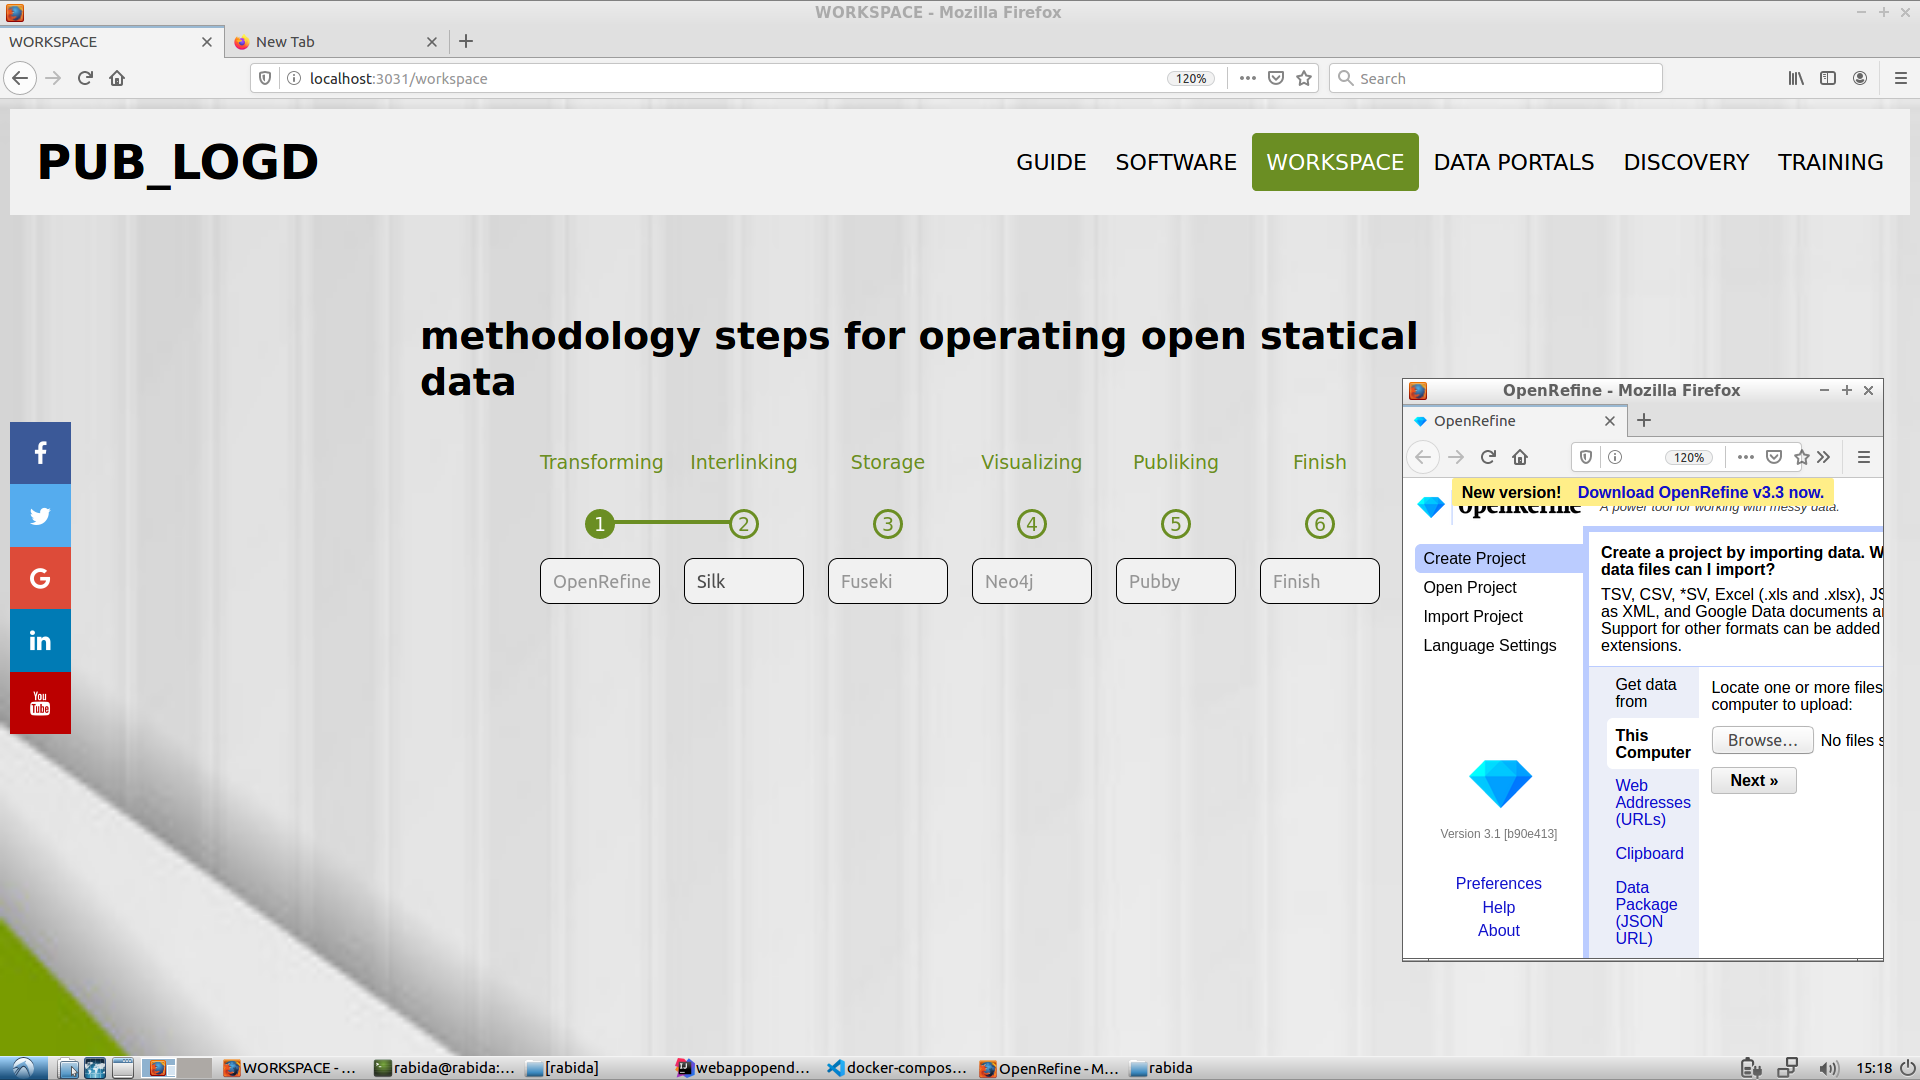 WORKSPACE - Mozilla Firefox
WORKSPACE
New Tab
localhost:3031/workspace
120%
Search
PUB_LOGD
GUIDE
SOFTWARE
WORKSPACE
DATA PORTALS
DISCOVERY
TRAINING
methodology steps for operating open statical
data
Transforming
Interlinking
Storage
Visualizing
Publiking
Finish
1
2
3
4
5
6
OpenRefine
Silk
Fuseki
Neo4j
Pubby
Finish
You
Tube
OpenRefine - Mozilla Firefox
OpenRefine
120%
New version! Download OpenRefine v3.3 now.
openrefine A power tool for working with messy data.
Create Project
Open Project
Import Project
Language Settings
Version 3.1 [b90e413]
Preferences
Help
About
Create a project by importing data. W
data files can I import?
TSV, CSV, *SV, Excel (.xls and .xlsx), JS
as XML, and Google Data documents a
Support for other formats can be added
extensions.
Get data
from
This
Computer
Web
Addresses
(URLs)
Clipboard
Data
Package
(JSON
URL)
Locate one or more files
computer to upload:
Browse... No files s
Next »
WORKSPACE - ...
rabida@rabida:...
[rabida]
webappopend...
docker-compos...
OpenRefine - M...
rabida
15:18